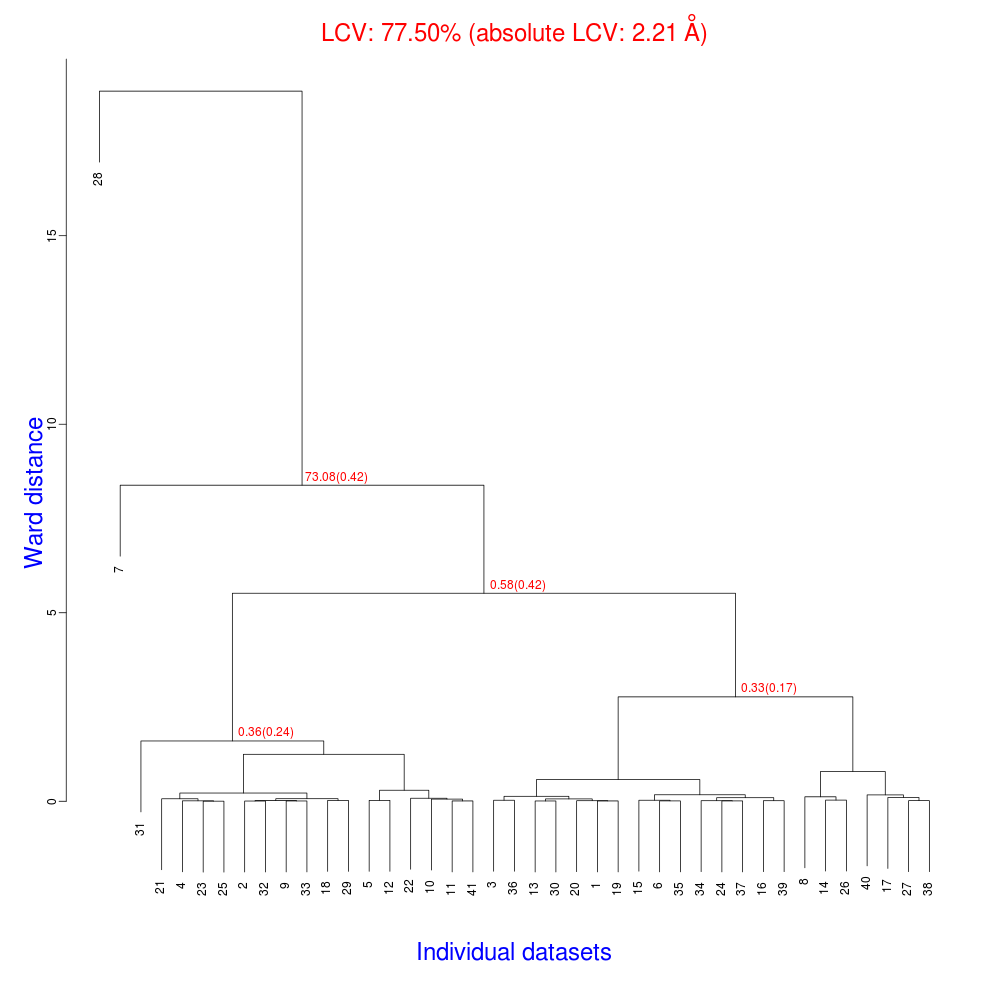 LCV: 77.50% (absolute LCV: 2.21 Å)
Ward distance
15
10
5
0
73.08(0.42)
0.58(0.42)
0.33(0.17)
0.36(0.24)
28
7
31
21 4 23 25 2 32 9 33 18 29 5 12 22 10 11 41 3 36 13 30 20 1 19 15 6 35 34 24 37 16 39 8 14 26 40 17 27 38
Individual datasets